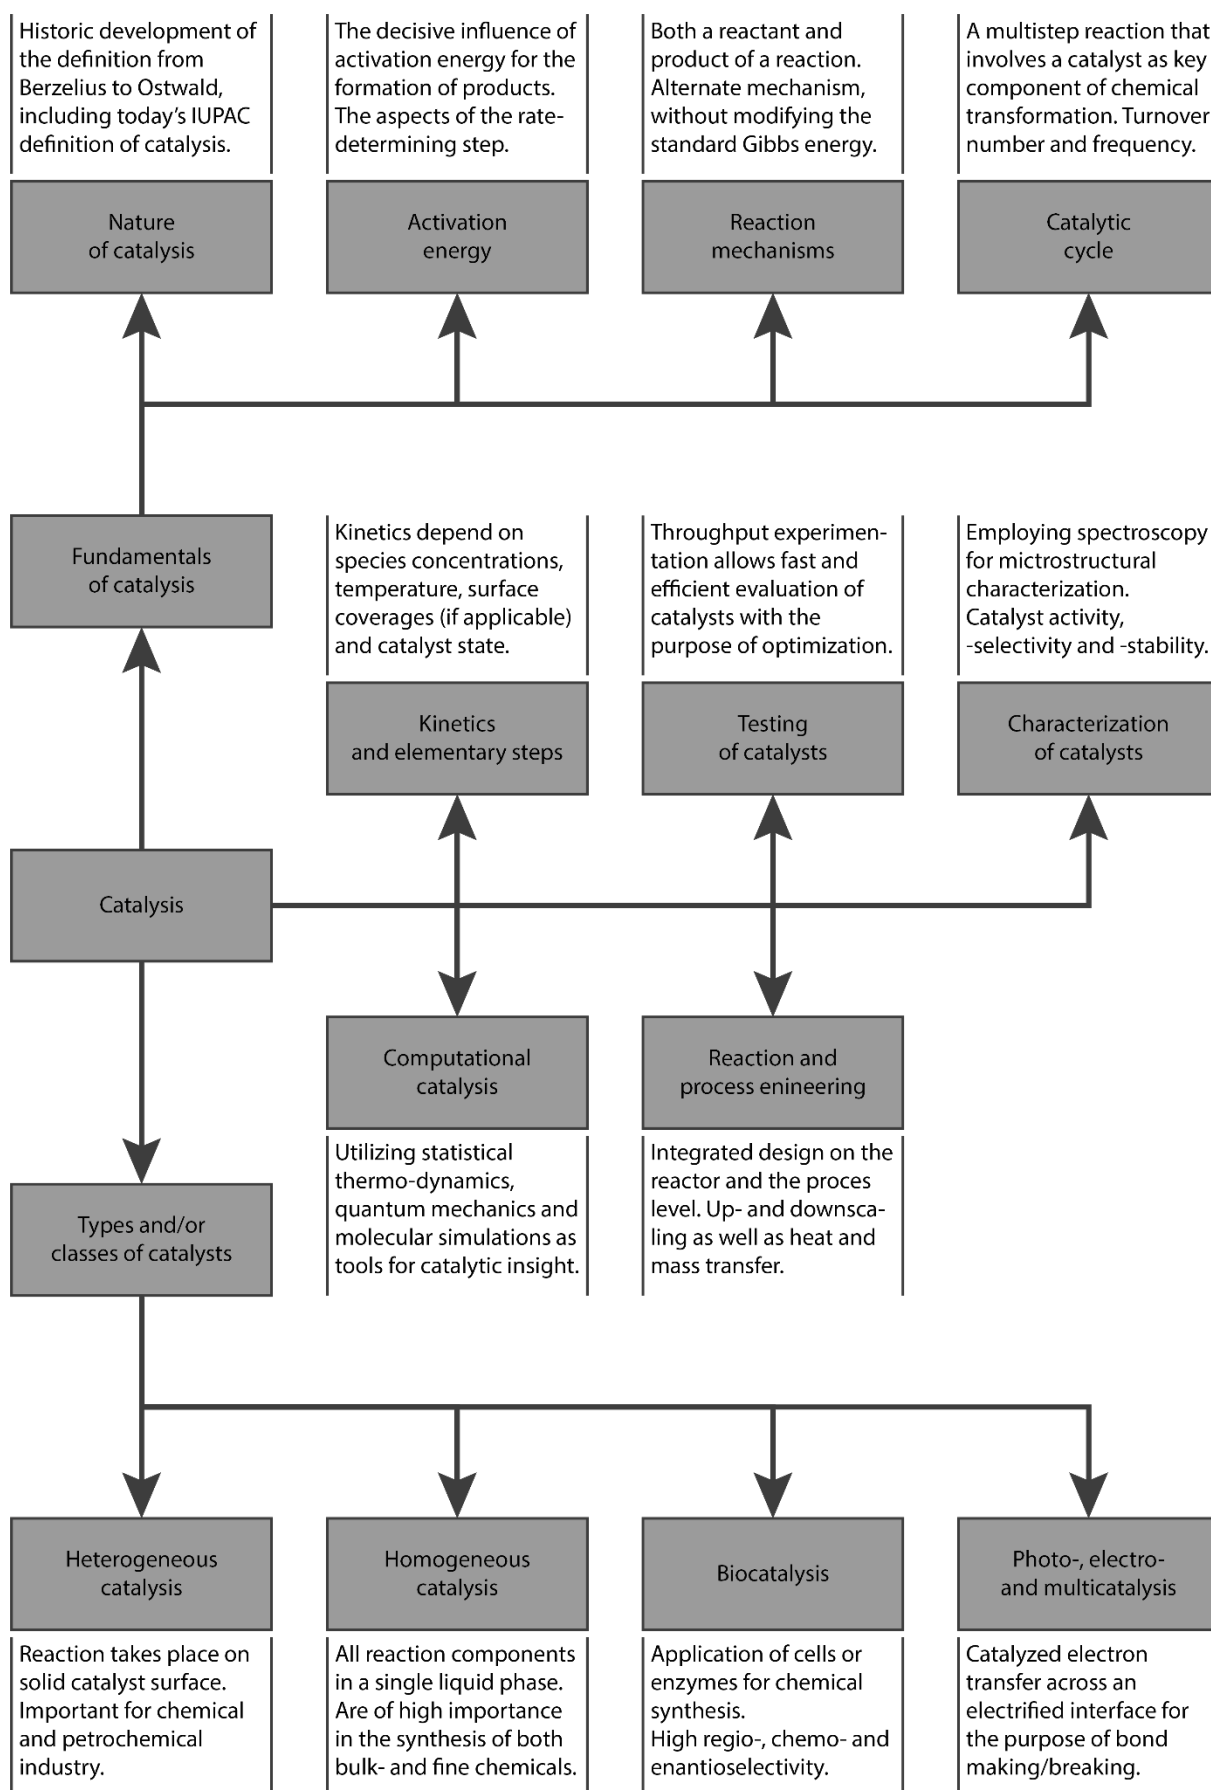 Historic development of
the definition from
Berzelius to Ostwald,
including today's IUPAC
definition of catalysis.
The decisive influence of
activation energy for the
formation of products.
The aspects of the rate-
determining step.
Both a reactant and
product of a reaction.
Alternate mechanism,
without modifying the
standard Gibbs energy.
A multistep reaction that
involves a catalyst as key
component of chemical
transformation. Turnover
number and frequency.
Nature
of catalysis
Activation
energy
Reaction
mechanisms
Catalytic
cycle
Fundamentals
of catalysis
Kinetics depend on
species concentrations,
temperature, surface
coverages (if applicable)
and catalyst state.
Throughput experimen-
tation allows fast and
efficient evaluation of
catalysts with the
purpose of optimization.
Employing spectroscopy
for mictrostructural
characterization.
Catalyst activity,
-selectivity and -stability.
Kinetics
and elementary steps
Testing
of catalysts
Characterization
of catalysts
Catalysis
Computational
catalysis
Reaction and
process enineering
Utilizing statistical
thermo-dynamics,
quantum mechanics and
molecular simulations as
tools for catalytic insight.
Integrated design on the
reactor and the proces
level. Up- and downsca-
ling as well as heat and
mass transfer.
Types and/or
classes of catalysts
Heterogeneous
catalysis
Homogeneous
catalysis
Biocatalysis
Photo-, electro-
and multicatalysis
Reaction takes place on
solid catalyst surface.
Important for chemical
and petrochemical
industry.
All reaction components
in a single liquid phase.
Are of high importance
in the synthesis of both
bulk- and fine chemicals.
Application of cells or
enzymes for chemical
synthesis.
High regio-, chemo- and
enantioselectivity.
Catalyzed electron
transfer across an
electrified interface for
the purpose of bond
making/breaking.